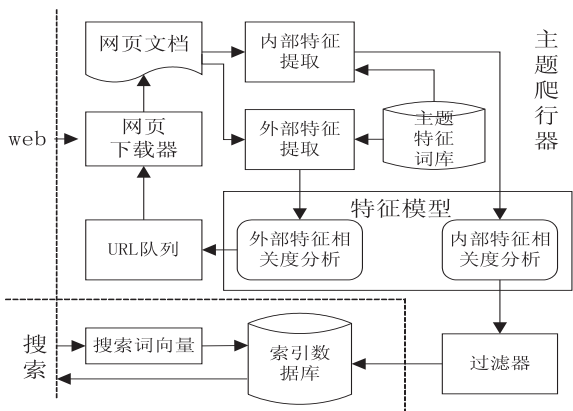 网页文档
内部特征
提取
主题爬行器
web
网页
下载器
外部特征
提取
主题
特征
词库
特征模型
URL队列
外部特征相
关度分析
内部特征相
关度分析
搜索
搜索词向量
索引数
据库
过滤器